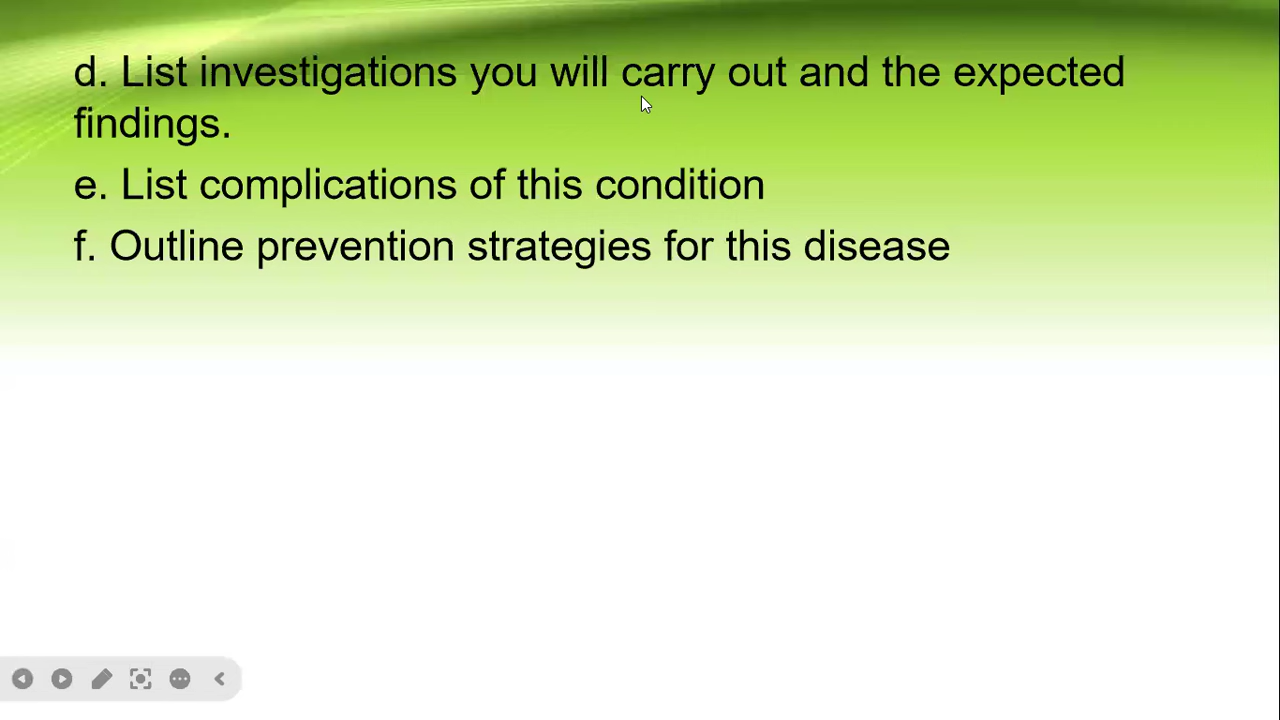 d. List investigations you will carry out and the expected
findings.
e. List complications of this condition
f. Outline prevention strategies for this disease